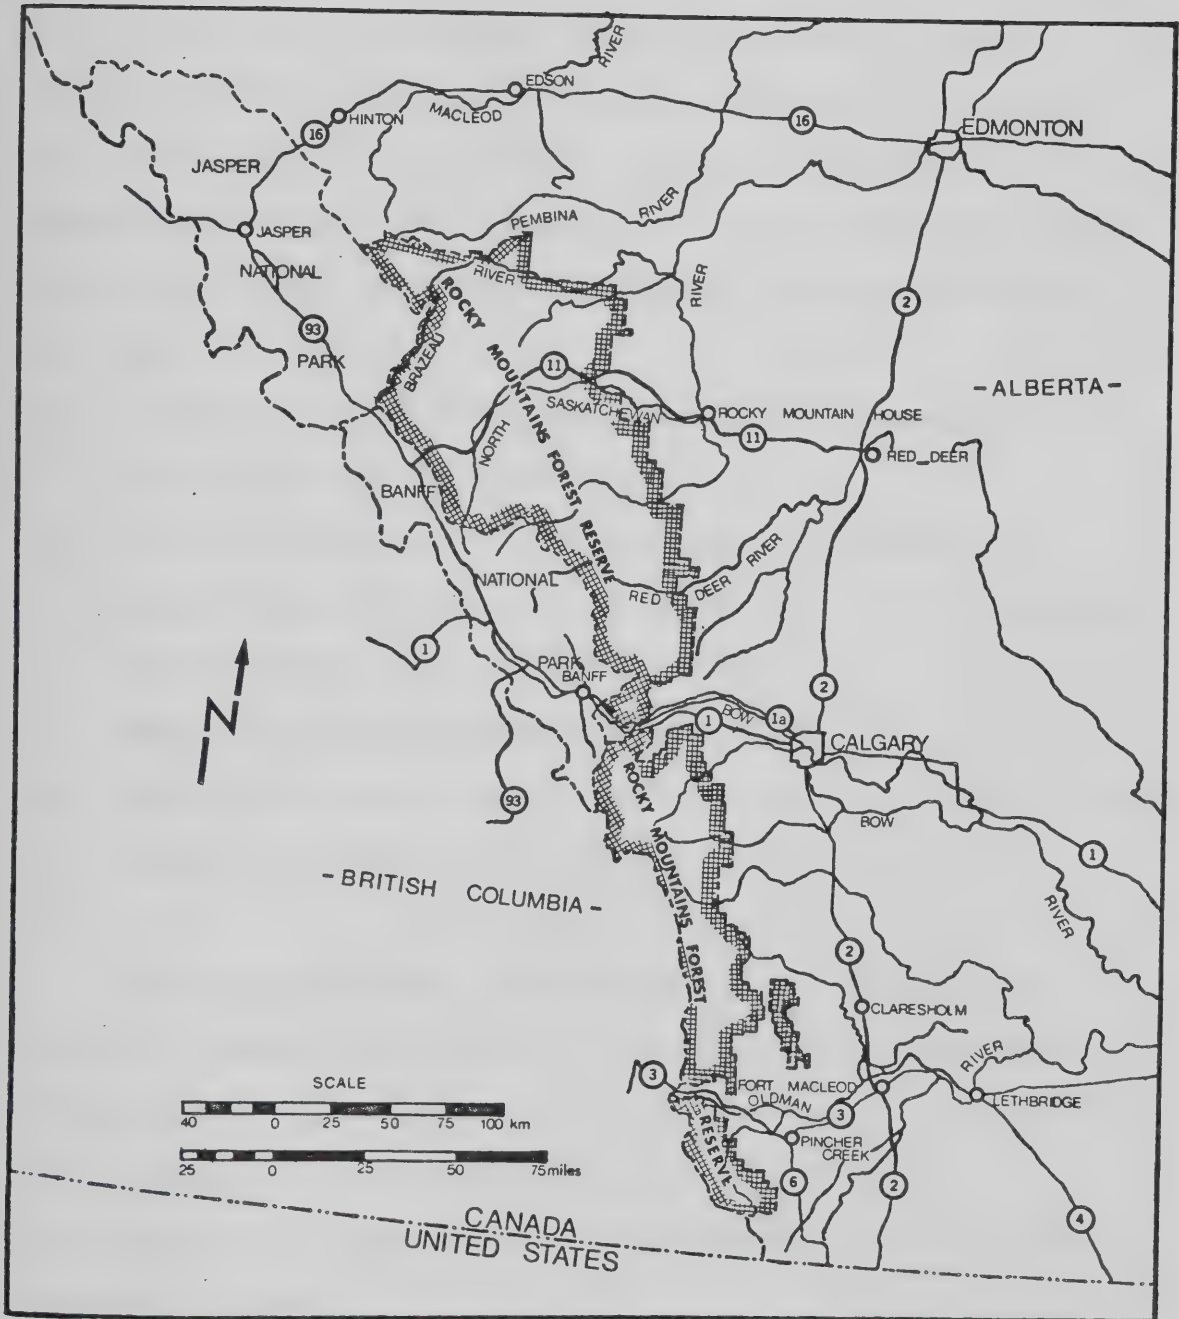 RIVER
EDSON
HINTON
MACLEOD
16
16
EDMONTON
JASPER
RIVER
PEMBINA
JASPER
NATIONAL
RIVER
RIVER
ROCKY MOUNTAINS FOREST RESERVE
2
93
PARK
BRAZEAU
11
-ALBERTA-
SASKATCHEWAN
ROCKY MOUNTAIN HOUSE
NORTH
11
RED DEER
BANFF
NATIONAL
RED DEER RIVER
1
PARK
BANFF
2
BOW
1
1a
CALGARY
ROCKY MOUNTAINS FOREST RESERVE
N
93
BOW
1
-BRITISH COLUMBIA-
RIVER
2
CLARESHOLM
RIVER
3
FORT MACLEOD
OLDMAN
3
LETHBRIDGE
SCALE
40 0 25 50 75 100 km
25 0 25 50 75 miles
PINCHER
CREEK
6
2
4
CANADA
UNITED STATES